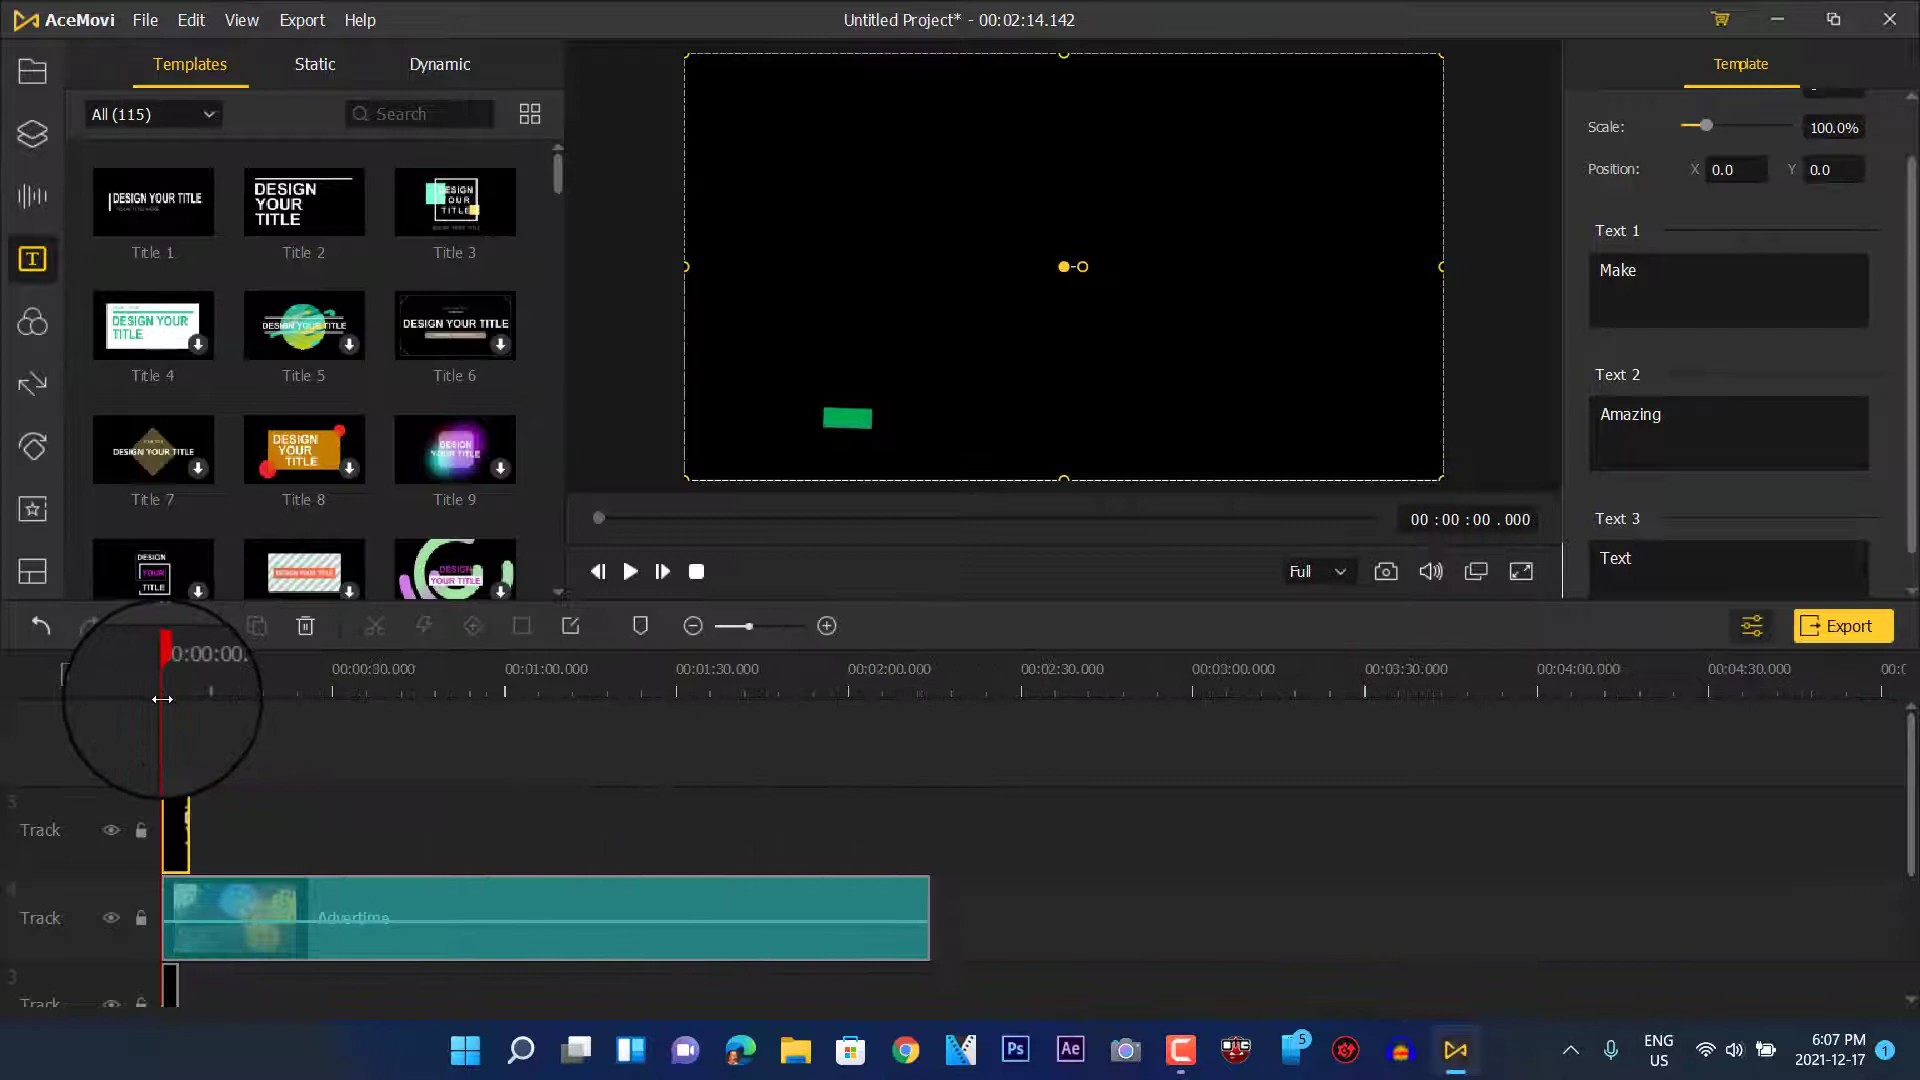 AceMovi File Edit View Export Help Untitled Project* - 00:02:14.142
Templates Static Dynamic Template
All (115) Search
Scale: 100.0%
Position: X 0.0 Y 0.0
DESIGN YOUR TITLE
DESIGN
YOUR
TITLE
DESIGN
YOUR
TITLE
Title 1 Title 2 Title 3
Text 1
Make
DESIGN YOUR
TITLE
DESIGN YOUR TITLE
DESIGN YOUR TITLE
Title 4 Title 5 Title 6
Text 2
Amazing
DESIGN YOUR TITLE
DESIGN
YOUR
TITLE
DESIGN
YOUR TITLE
Title 7 Title 8 Title 9
Text 3
Text
00 : 00 : 00 . 000
DESIGN
YOUR
TITLE
DESIGN YOUR TITLE
DESIGN
YOUR TITLE
Full
Export
0:00:00.
00:00:30.000 00:01:00.000 00:01:30.000 00:02:00.000 00:02:30.000 00:03:00.000 00:03:30.000 00:04:00.000 00:04:30.000 00:0
5
Track
4
Track
Advertime
3
Track
Ps Ae 5
ENG
US
6:07 PM
2021-12-17
1